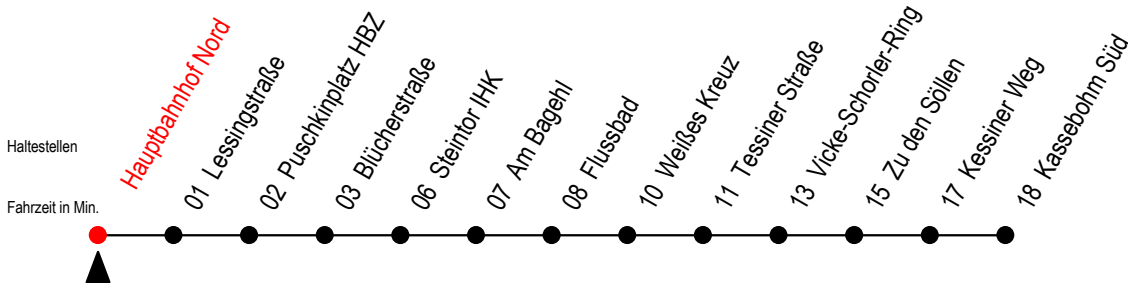 Haltestellen
Fahrzeit in Min.
Hauptbahnhof Nord
01 Lessingstraße
02 Puschkinplatz HBZ
03 Blücherstraße
06 Steintor IHK
07 Am Bagehl
08 Flussbad
10 Weißes Kreuz
11 Tessiner Straße
13 Vicke-Schorler-Ring
15 Zu den Söllen
17 Kessiner Weg
18 Kassebohm Süd